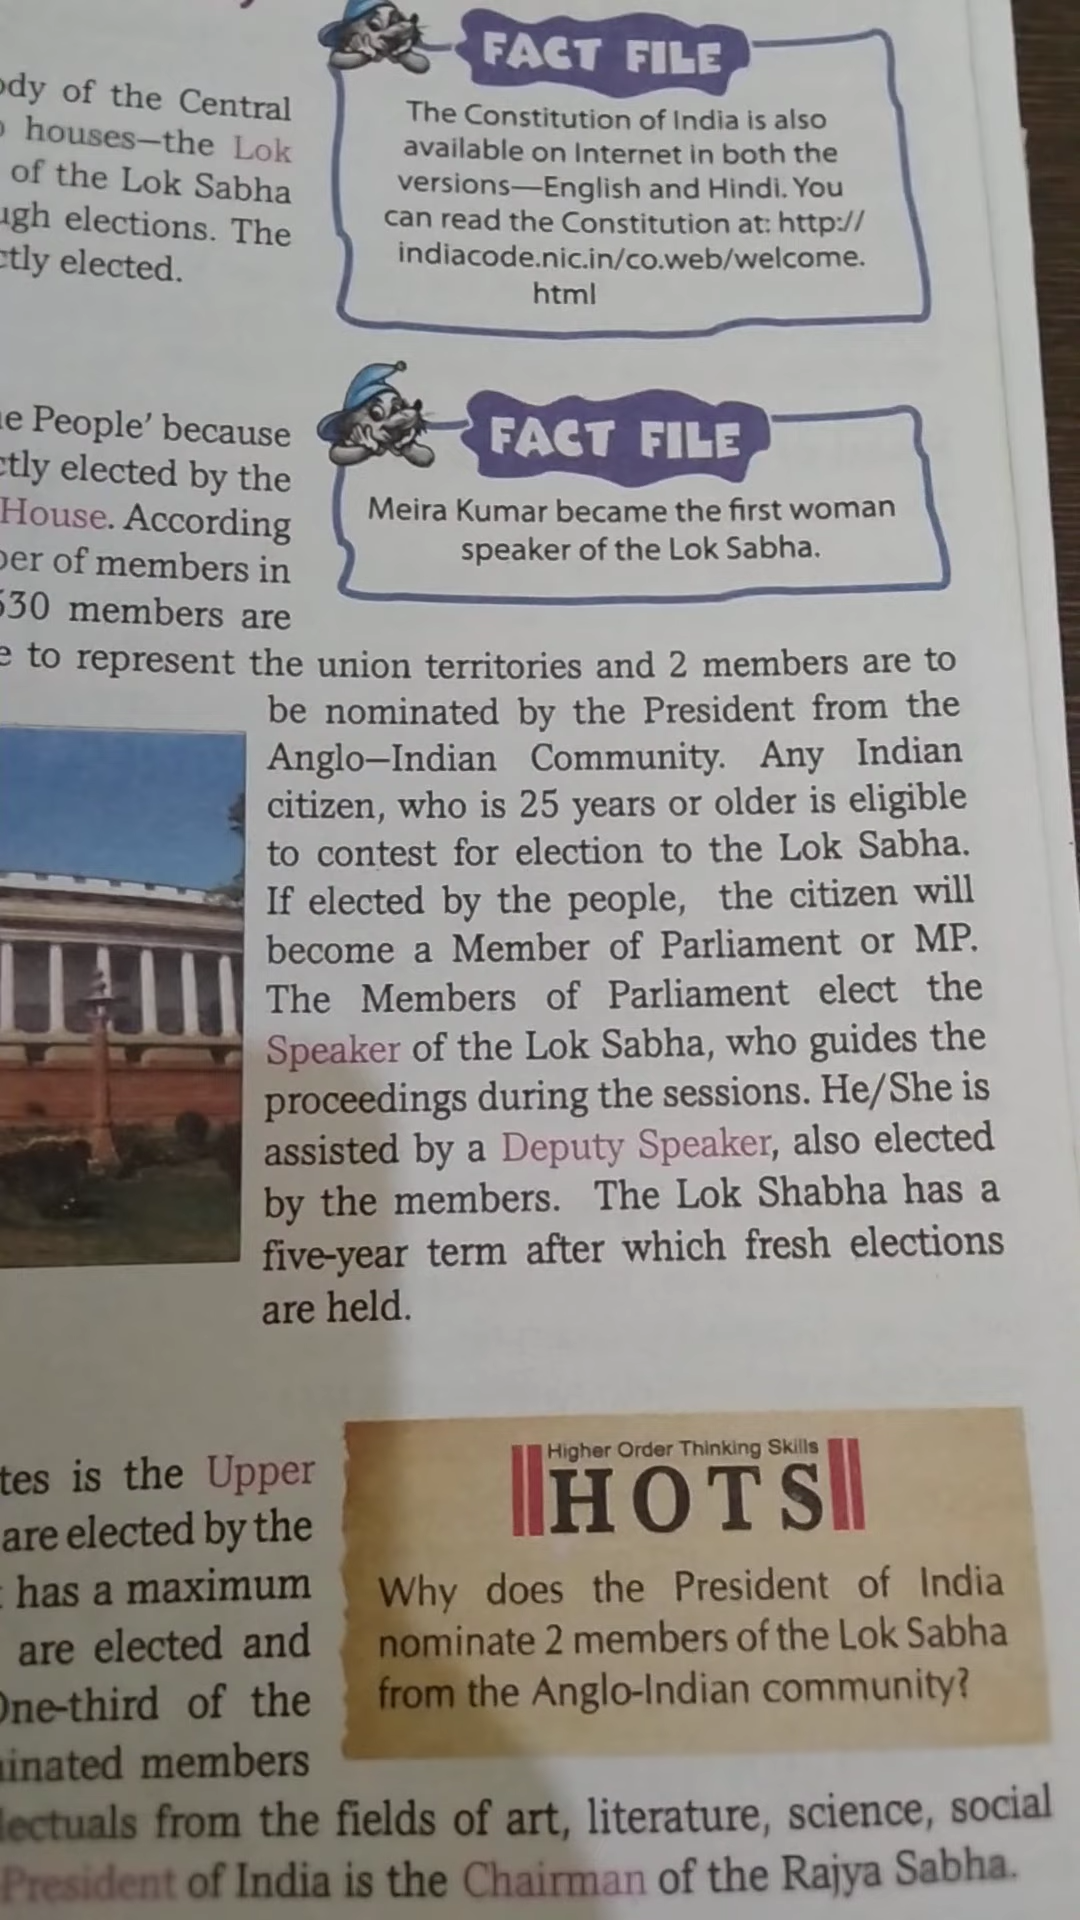 FACT FILE
The Constitution of India is also
available on Internet in both the
versions—English and Hindi. You
can read the Constitution at: http://
indiacode.nic.in/co.web/welcome.
html
of the Central
houses—the Lok
of the Lok Sabha
elections. The
elected.
FACT FILE
Meira Kumar became the first woman
speaker of the Lok Sabha.
People’ because
elected by the
House. According
of members in
530 members are
to represent the union territories and 2 members are to
be nominated by the President from the
Anglo–Indian Community. Any Indian
citizen, who is 25 years or older is eligible
to contest for election to the Lok Sabha.
If elected by the people, the citizen will
become a Member of Parliament or MP.
The Members of Parliament elect the
Speaker of the Lok Sabha, who guides the
proceedings during the sessions. He/She is
assisted by a Deputy Speaker, also elected
by the members. The Lok Shabha has a
five-year term after which fresh elections
are held.
is the Upper
are elected by the
has a maximum
are elected and
One-third of the
members
Higher Order Thinking Skills
HOTS
Why does the President of India
nominate 2 members of the Lok Sabha
from the Anglo-Indian community?
from the fields of art, literature, science, social
President of India is the Chairman of the Rajya Sabha.